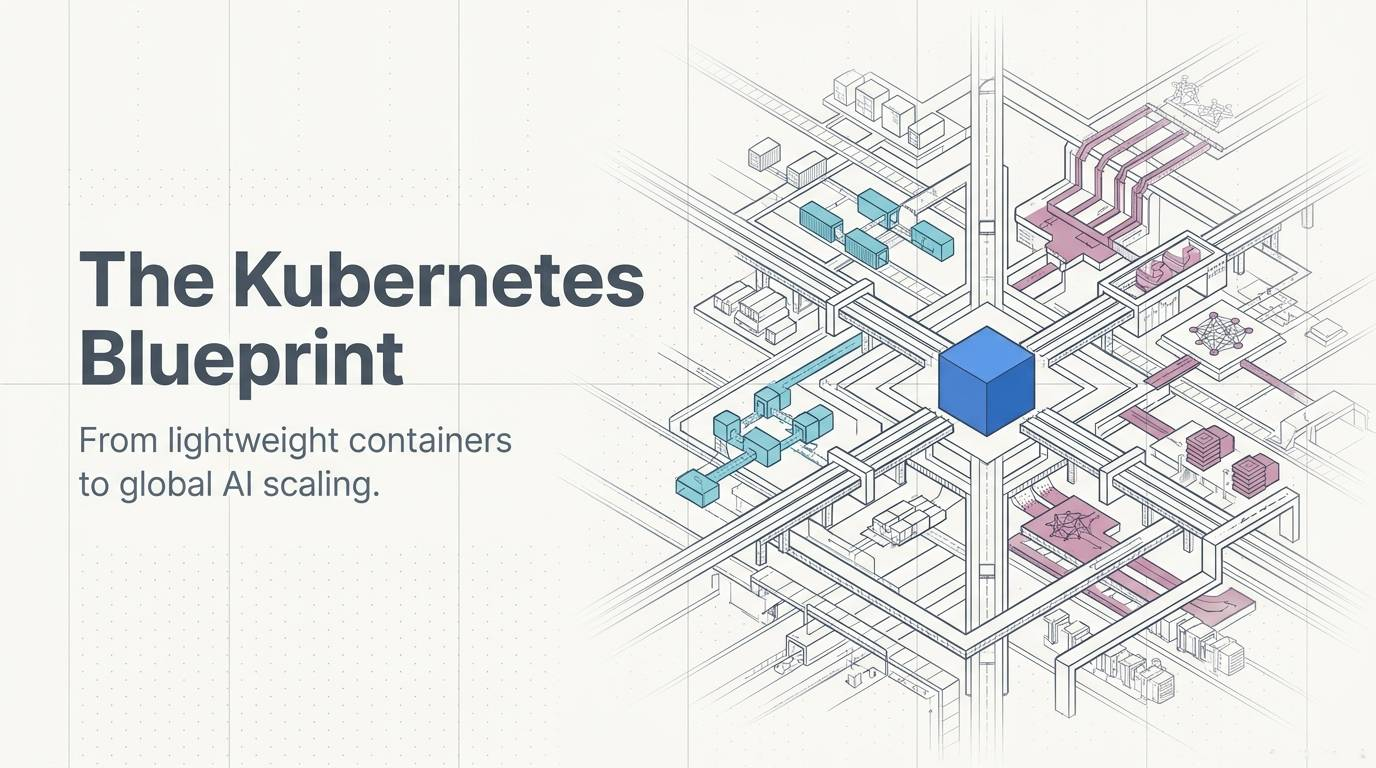 The Kubernetes
Blueprint
From lightweight containers
to global AI scaling.